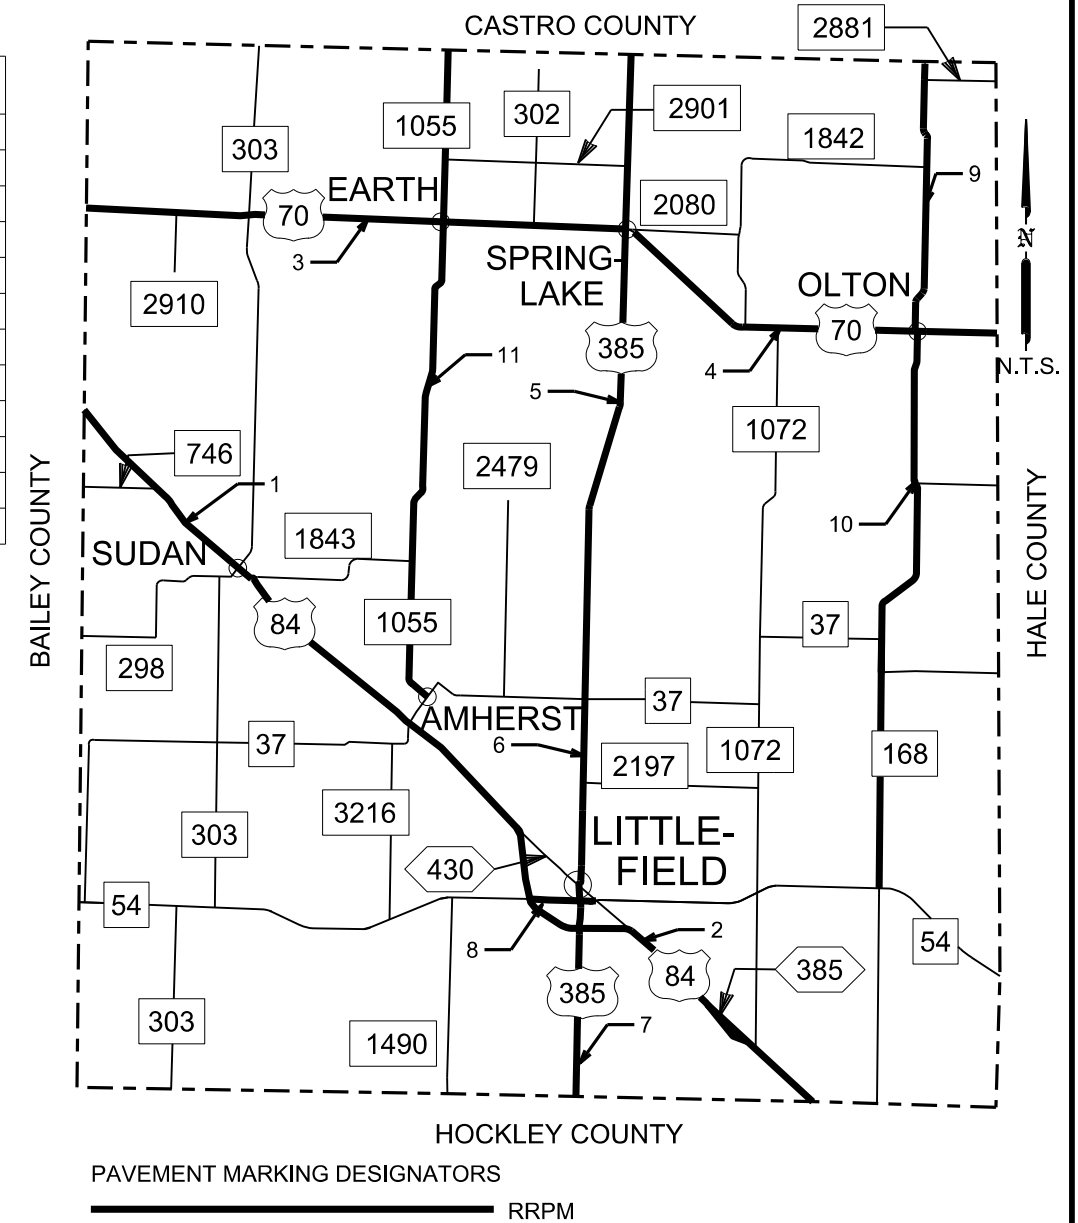 CASTRO COUNTY
2881
302
2901
1055
1842
303
9
EARTH
2080
70
N
3
SPRING-
LAKE
OLTON
2910
70
385
11
N.T.S.
4
5
1072
746
2479
1
10
1843
SUDAN
BAILEY COUNTY
HALE COUNTY
84
1055
37
298
37
AMHERST
37
6
1072
168
2197
3216
303
LITTLE-
FIELD
430
54
2
54
8
385
84
385
303
7
1490
HOCKLEY COUNTY
PAVEMENT MARKING DESIGNATORS
RRPM